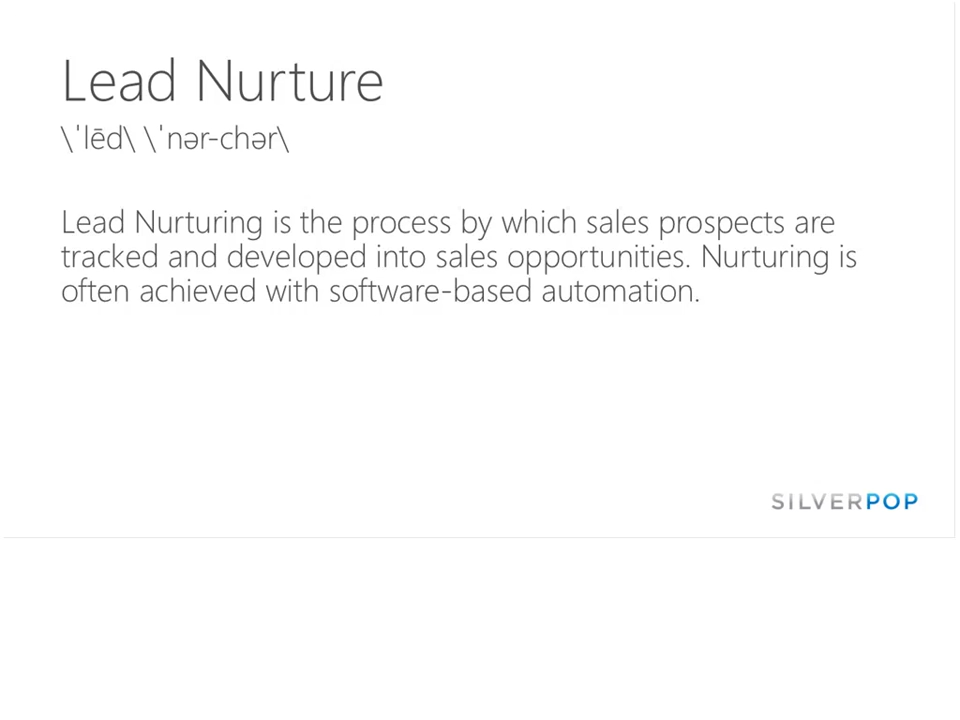 Lead Nurture
\ˈlēd\ \ˈnər-chər\
Lead Nurturing is the process by which sales prospects are
tracked and developed into sales opportunities. Nurturing is
often achieved with software-based automation.
SILVERPOP